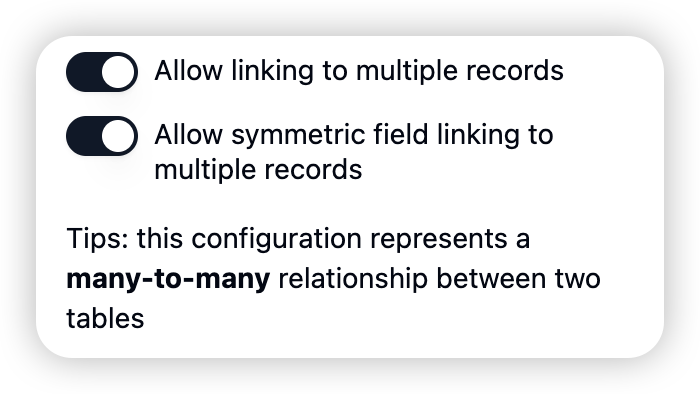 Allow linking to multiple records
Allow symmetric field linking to
multiple records
Tips: this configuration represents a
many-to-many relationship between two
tables